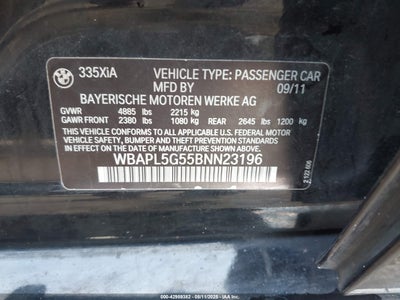 335XiA VEHICLE TYPE: PASSENGER CAR
MFD. BY 09/11
BAYERISCHE MOTOREN WERKE AG
GVWR 4885 lbs 2215 kg
GAWR FRONT 2380 lbs 1080 kg REAR 2645 lbs 1200 kg
THIS VEHICLE CONFORMS TO ALL APPLICABLE U.S. FEDERAL MOTOR
VEHICLE SAFETY, BUMPER, AND THEFT PREVENTION STANDARDS
IN EFFECT ON THE DATE OF MANUFACTURE SHOWN ABOVE.
WBAPL5G55BNN23196